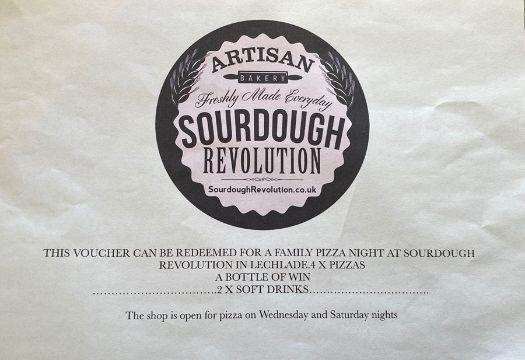 ARTISAN
BAKERY
Freshly Made Everyday
SOURDOUGH
REVOLUTION
SourdoughRevolution.co.uk
THIS VOUCHER CAN BE REDEEMED FOR A FAMILY PIZZA NIGHT AT SOURDOUGH
REVOLUTION IN LECHLADE.4 X PIZZAS
A BOTTLE OF WIN
……………………………….2 X SOFT DRINKS………………………………
The shop is open for pizza on Wednesday and Saturday nights